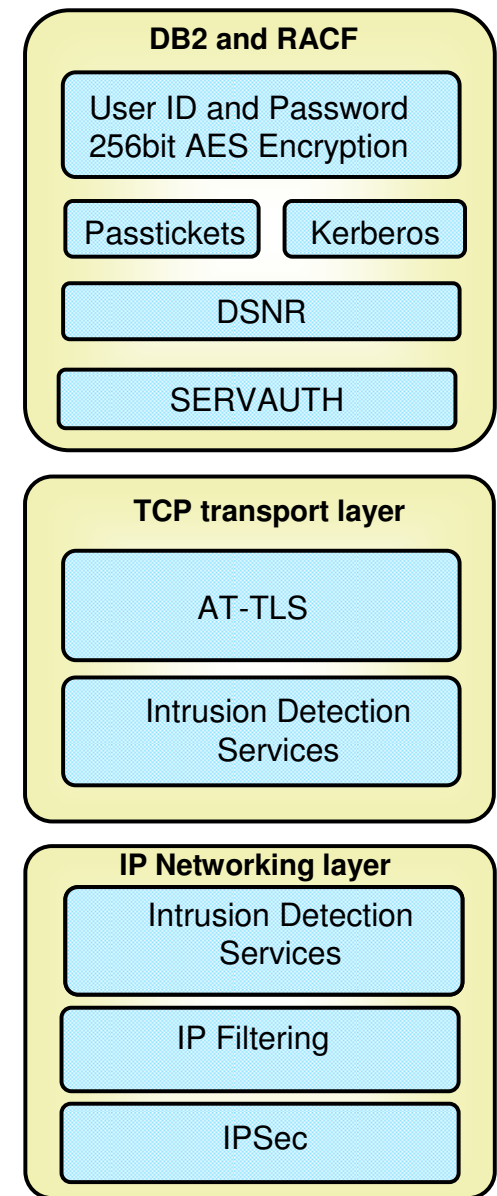 DB2 and RACF
User ID and Password
256bit AES Encryption
Passtickets
Kerberos
DSNR
SERVAUTH
TCP transport layer
AT-TLS
Intrusion Detection
Services
IP Networking layer
Intrusion Detection
Services
IP Filtering
IPSec